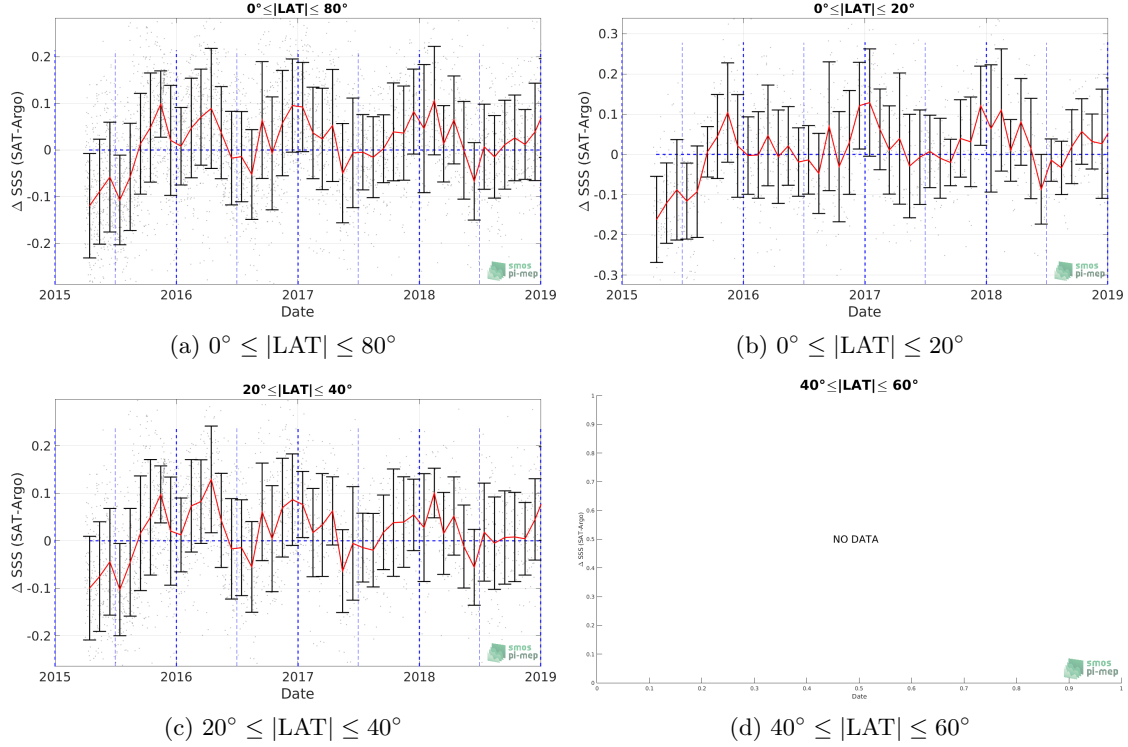 0°≤|LAT|≤ 80°
Δ SSS (SAT-Argo)
0.2
0.1
0
-0.1
-0.2
2015 2016 2017 2018 2019
Date
smos
pi-mep
(a) 0° ≤ |LAT| ≤ 80°
0°≤|LAT|≤ 20°
Δ SSS (SAT-Argo)
0.3
0.2
0.1
0
-0.1
-0.2
-0.3
2015 2016 2017 2018 2019
Date
smos
pi-mep
(b) 0° ≤ |LAT| ≤ 20°
20°≤|LAT|≤ 40°
Δ SSS (SAT-Argo)
0.2
0.1
0
-0.1
-0.2
2015 2016 2017 2018 2019
Date
smos
pi-mep
(c) 20° ≤ |LAT| ≤ 40°
40°≤|LAT|≤ 60°
Δ SSS (SAT-Argo)
1
0.9
0.8
0.7
0.6
0.5
0.4
0.3
0.2
0.1
0
NO DATA
0 0.1 0.2 0.3 0.4 0.5 0.6 0.7 0.8 0.9 1
Date
smos
pi-mep
(d) 40° ≤ |LAT| ≤ 60°